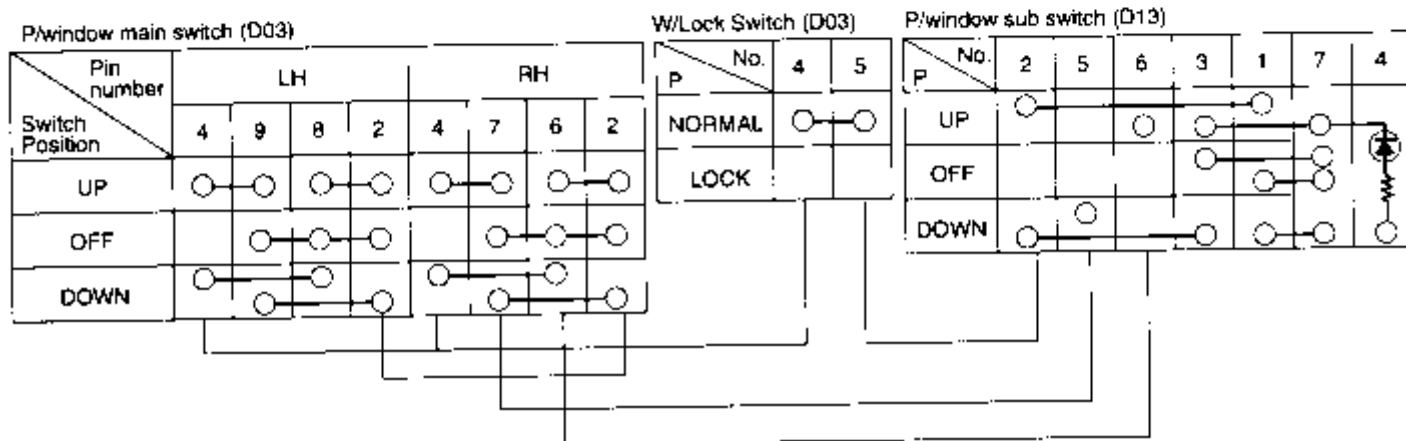 P/window main switch (D03)
Pin number
Switch Position
LH
RH
4 9 8 2 4 7 6 2
UP
OFF
DOWN
W/Lock Switch (D03)
No.
P
4 5
NORMAL
LOCK
P/window sub switch (D13)
No.
P
2 5 6 3 1 7 4
UP
OFF
DOWN